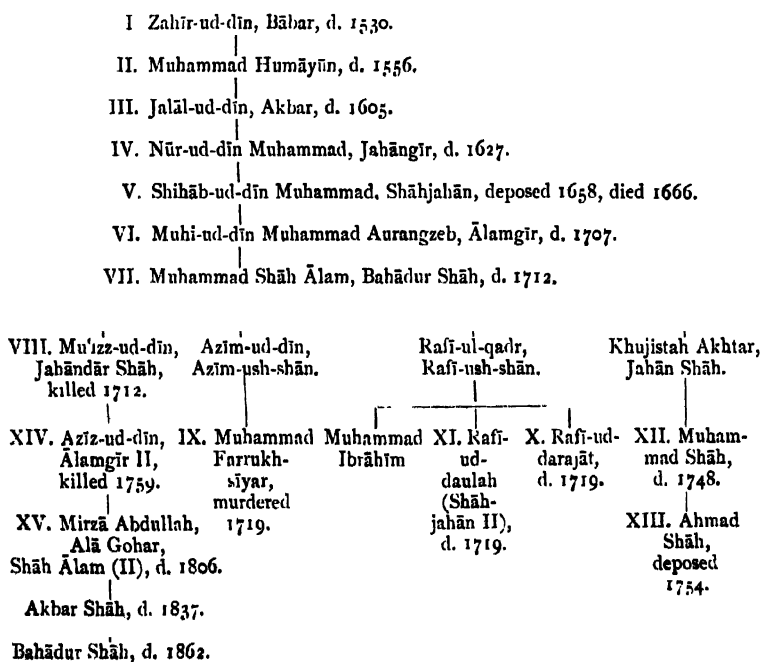 I Zahīr-ud-dīn, Bābar, d. 1530.
II. Muhammad Humāyūn, d. 1556.
III. Jalāl-ud-dīn, Akbar, d. 1605.
IV. Nūr-ud-dīn Muhammad, Jahāngīr, d. 1627.
V. Shihāb-ud-dīn Muhammad. Shāhjahān, deposed 1658, died 1666.
VI. Muhi-ud-dīn Muhammad Aurangzeb, Ālamgīr, d. 1707.
VII. Muhammad Shāh Ālam, Bahādur Shāh, d. 1712.
VIII. Mu'izz-ud-dīn,
Jahāndār Shāh,
killed 1712.
Azīm-ud-dīn,
Azīm-ush-shān.
Rafī-ul-qadr,
Rafī-ush-shān.
Khujistah Akhtar,
Jahān Shāh.
XIV. Azīz-ud-dīn,
Ālamgīr II,
killed 1759.
IX. Muhammad
Farrukh-
sīyar,
murdered
1719.
Muhammad
Ibrāhīm
XI. Rafī-
ud-
daulah
(Shāh-
jahān II),
d. 1719.
X. Rafī-ud-
darajāt,
d. 1719.
XII. Muham-
mad Shāh,
d. 1748.
XV. Mirzā Abdullah,
Alā Gohar,
Shāh Ālam (II), d. 1806.
XIII. Ahmad
Shāh,
deposed
1754.
Akbar Shāh, d. 1837.
Bahādur Shāh, d. 1862.